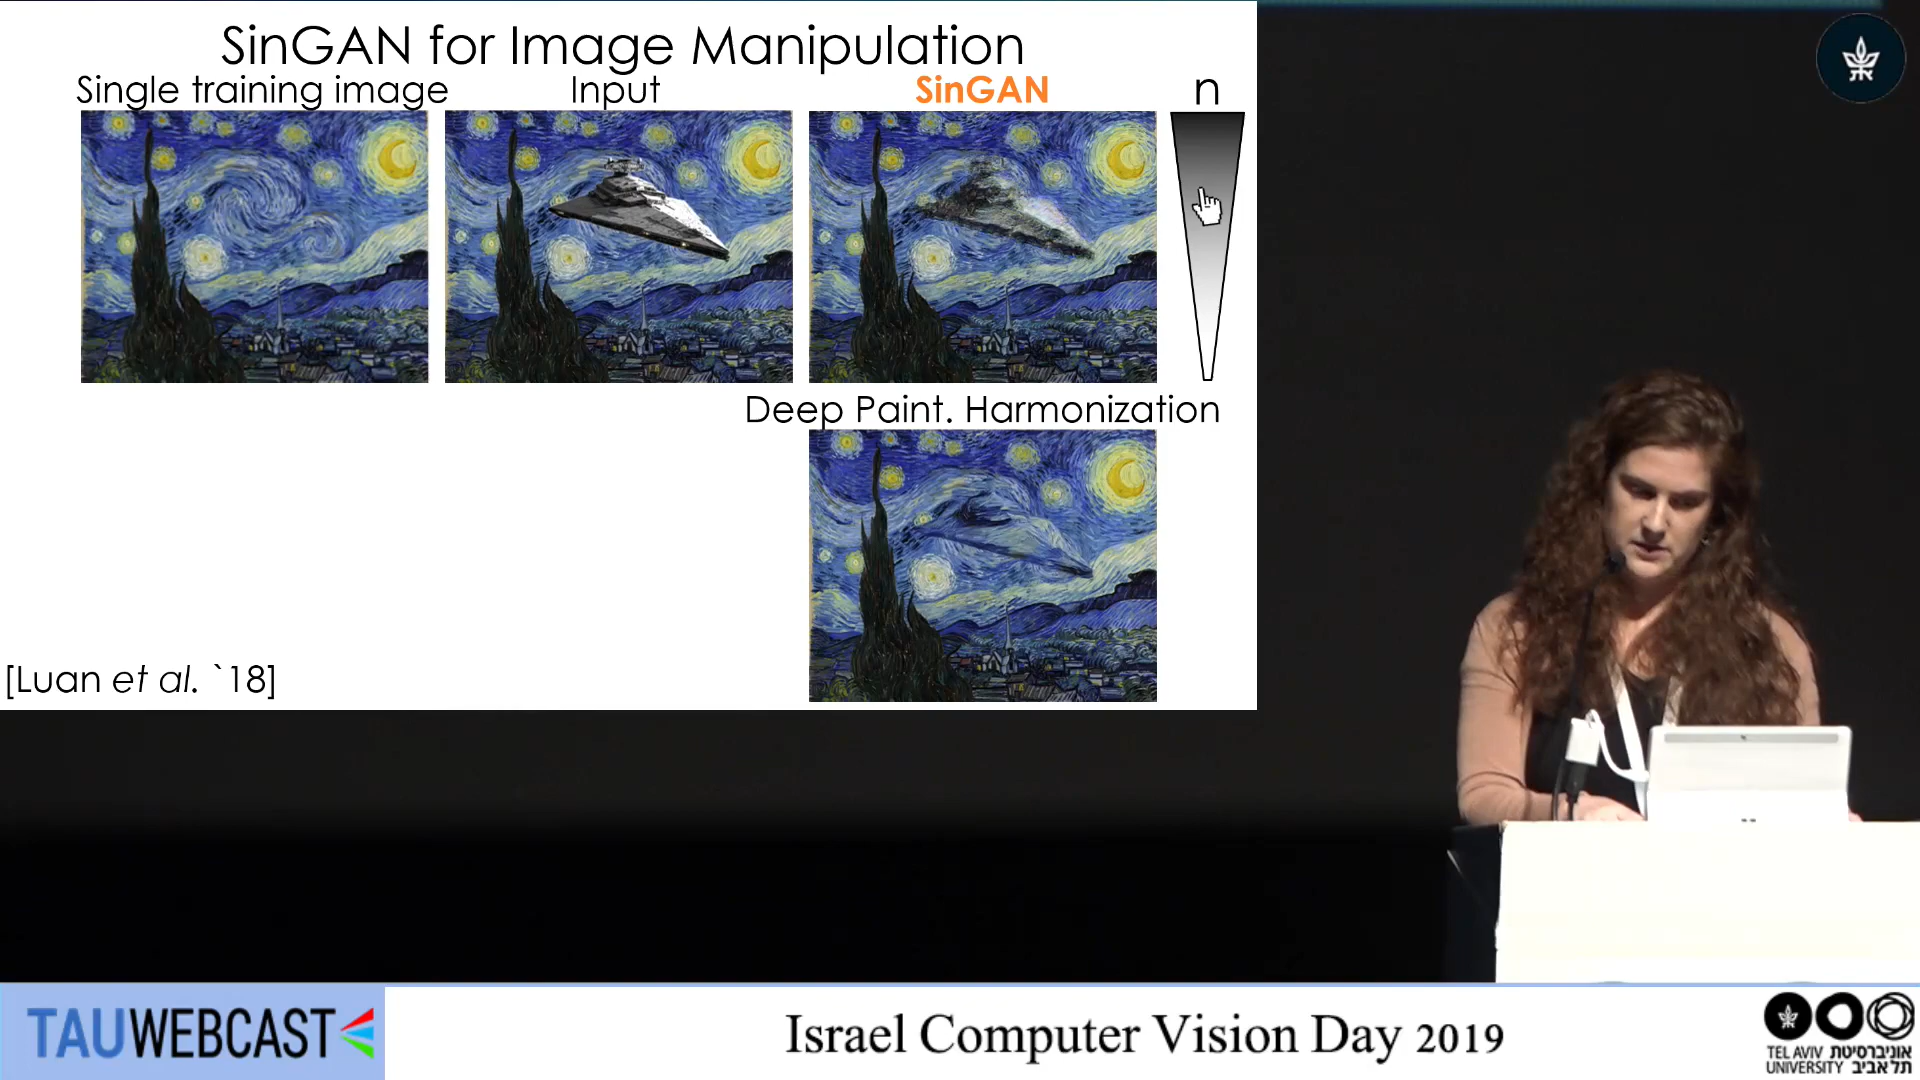 SinGAN for Image Manipulation
Single training image
Input
SinGAN
n
Deep Paint. Harmonization
[Luan et al. `18]
TAUWEBCAST
Israel Computer Vision Day 2019
TEL AVIV אוניברסיטת
UNIVERSITY תל אביב